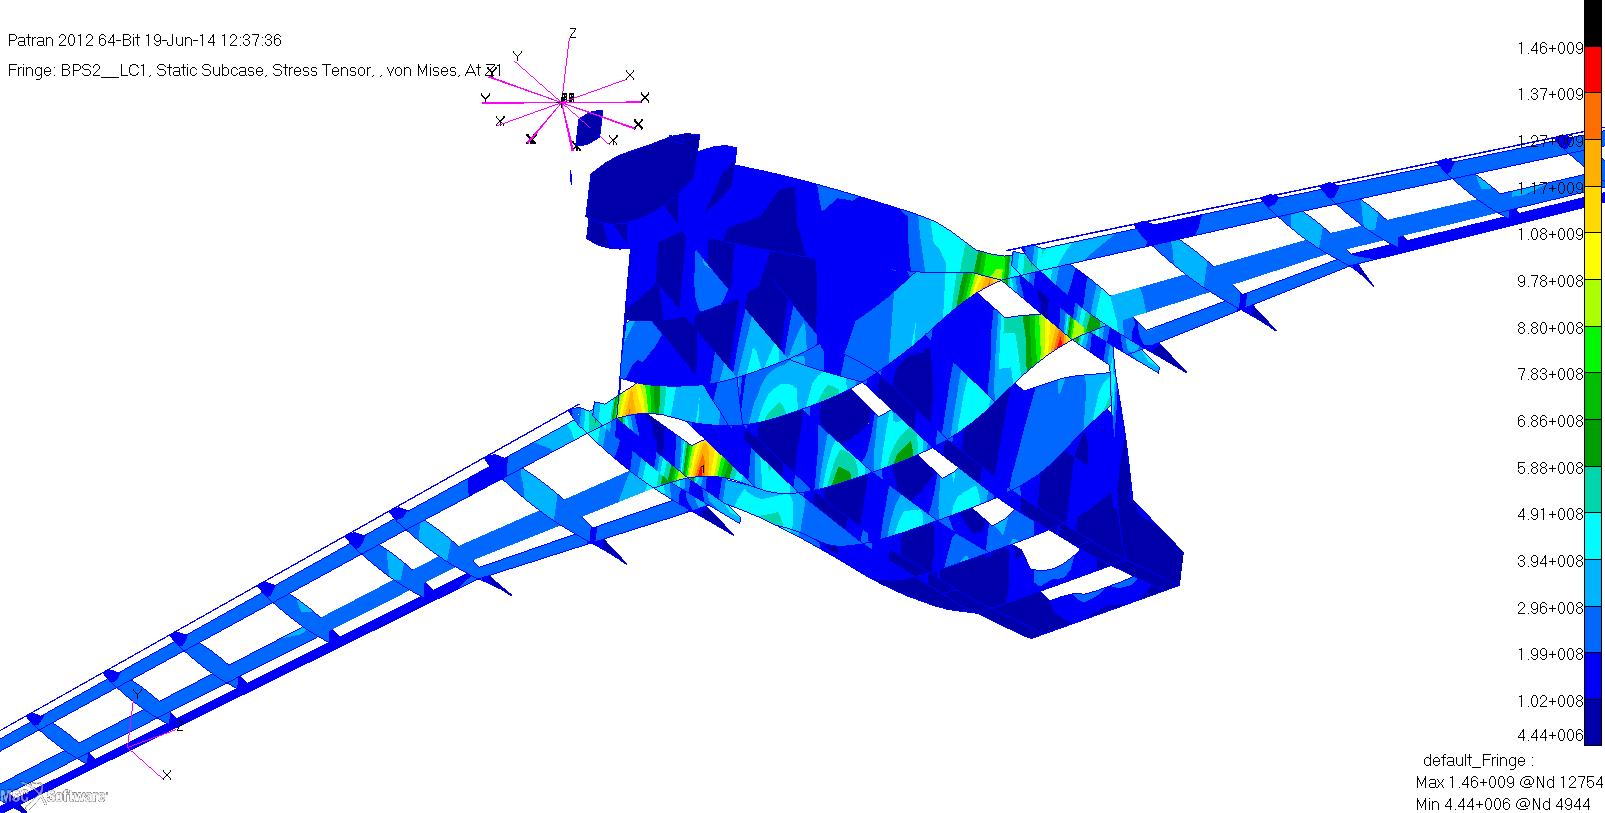 Patran 2012 64-Bit 19-Jun-14 12:37:36
Fringe: BPS2__LC1, Static Subcase, Stress Tensor, , von Mises, At Z1
Z
Y
X
Y
Y
X
X
X
X
X
X
1.46+009
1.37+009
1.27+009
1.17+009
1.08+009
9.78+008
8.80+008
7.83+008
6.86+008
5.88+008
4.91+008
3.94+008
2.96+008
1.99+008
1.02+008
4.44+006
default_Fringe :
Max 1.46+009 @Nd 12754
Min 4.44+006 @Nd 4944
Y
Z
X
MSC Software